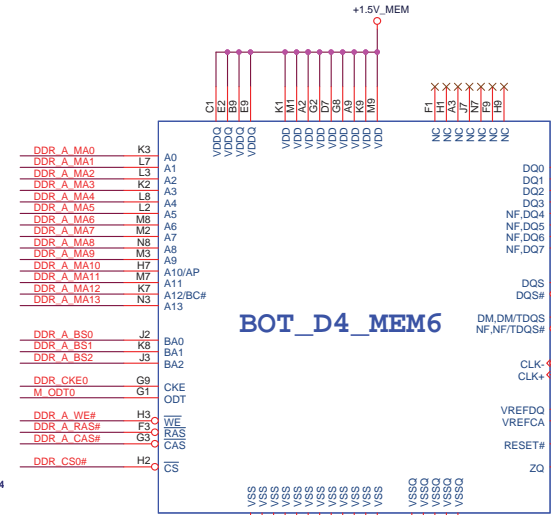 +1.5V_MEM
C1 E2 B9 E9 K1 M1 A2 G2 D7 G8 A9 K9 M9 F1 H1 A3 J7 N7 F9 H9
VDDQ VDDQ VDDQ VDDQ VDD VDD VDD VDD VDD VDD VDD VDD VDD NC NC NC NC NC NC NC
DDR_A_MA0 K3 A0
DDR_A_MA1 L7 A1
DDR_A_MA2 L3 A2
DDR_A_MA3 K2 A3
DDR_A_MA4 L8 A4
DDR_A_MA5 L2 A5
DDR_A_MA6 M8 A6
DDR_A_MA7 M2 A7
DDR_A_MA8 N8 A8
DDR_A_MA9 M3 A9
DDR_A_MA10 H7 A10/AP
DDR_A_MA11 M7 A11
DDR_A_MA12 K7 A12/BC#
DDR_A_MA13 N3 A13
DQ0
DQ1
DQ2
DQ3
NF,DQ4
NF,DQ5
NF,DQ6
NF,DQ7
DQS
DQS#
BOT_D4_MEM6
DM,DM/TDQS
NF,NF/TDQS#
DDR_A_BS0 J2 BA0
DDR_A_BS1 K8 BA1
DDR_A_BS2 J3 BA2
CLK-
CLK+
DDR_CKE0 G9 CKE
M_ODT0 G1 ODT
DDR_A_WE# H3 WE
DDR_A_RAS# F3 RAS
DDR_A_CAS# G3 CAS
VREFDQ
VREFCA
RESET#
DDR_CS0# H2 CS
ZQ
4
VSS VSS VSS VSS VSS VSS VSS VSS VSS VSS VSS VSS VSSQ VSSQ VSSQ VSSQ VSSQ